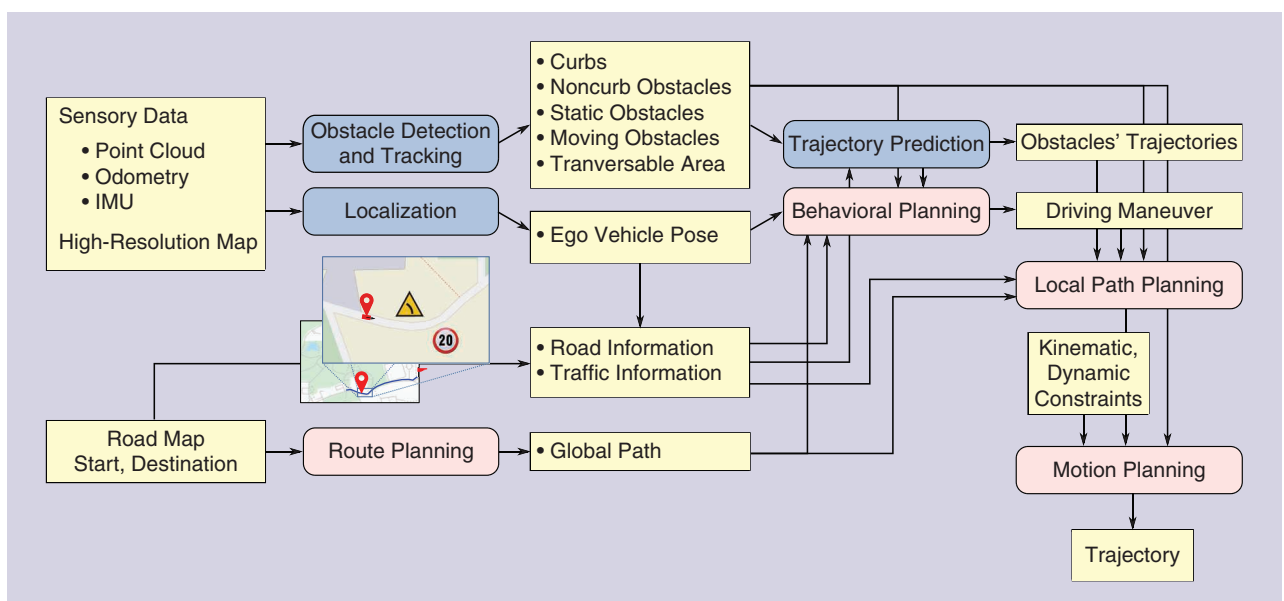 Sensory Data
• Point Cloud
• Odometry
• IMU
High-Resolution Map
Obstacle Detection
and Tracking
Localization
• Curbs
• Noncurb Obstacles
• Static Obstacles
• Moving Obstacles
• Tranversable Area
• Ego Vehicle Pose
Trajectory Prediction
Behavioral Planning
Obstacles' Trajectories
Driving Maneuver
Local Path Planning
20
• Road Information
• Traffic Information
Kinematic,
Dynamic
Constraints
Road Map
Start, Destination
Route Planning
• Global Path
Motion Planning
Trajectory